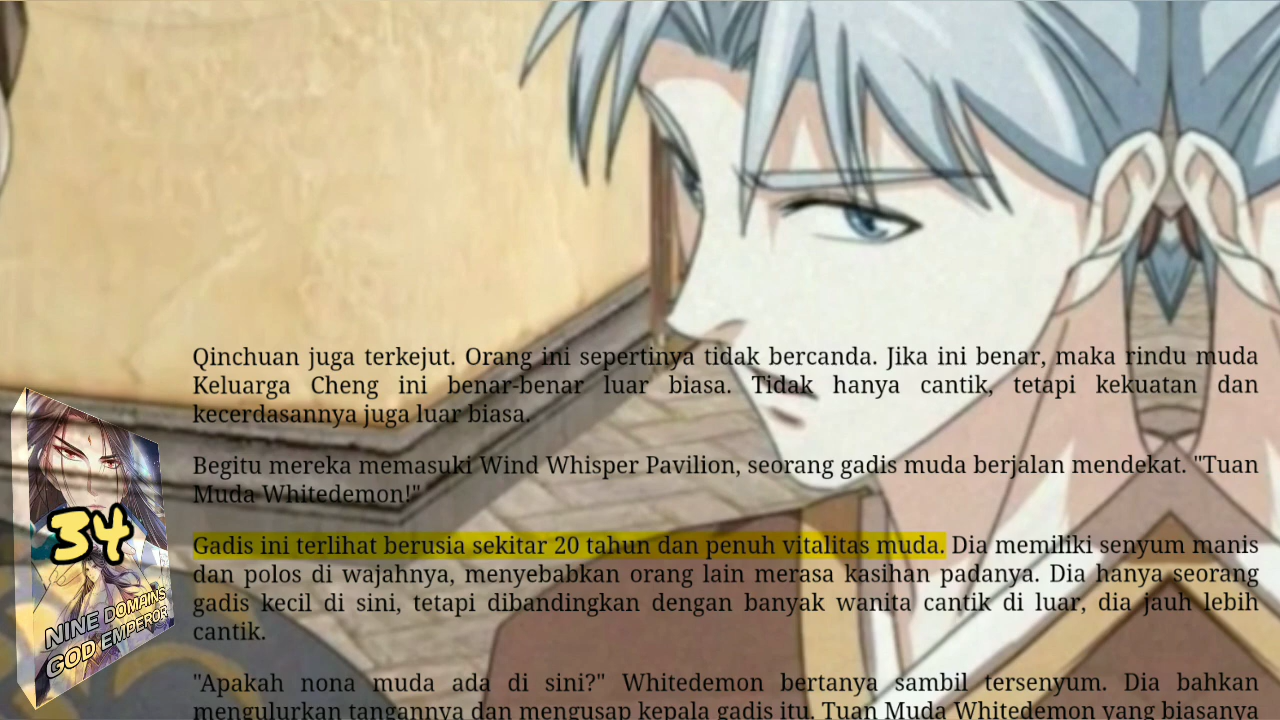 Qinchuan juga terkejut. Orang ini sepertinya tidak bercanda. Jika ini benar, maka rindu muda
Keluarga Cheng ini benar-benar luar biasa. Tidak hanya cantik, tetapi kekuatan dan
kecerdasannya juga luar biasa.
Begitu mereka memasuki Wind Whisper Pavilion, seorang gadis muda berjalan mendekat. "Tuan
Muda Whitedemon!"
Gadis ini terlihat berusia sekitar 20 tahun dan penuh vitalitas muda. Dia memiliki senyum manis
dan polos di wajahnya, menyebabkan orang lain merasa kasihan padanya. Dia hanya seorang
gadis kecil di sini, tetapi dibandingkan dengan banyak wanita cantik di luar, dia jauh lebih
cantik.
"Apakah nona muda ada di sini?" Whitedemon bertanya sambil tersenyum. Dia bahkan
mengulurkan tangannya dan mengusap kepala gadis itu. Tuan Muda Whitedemon yang biasanya
34
NINE DOMAINS
GOD EMPEROR